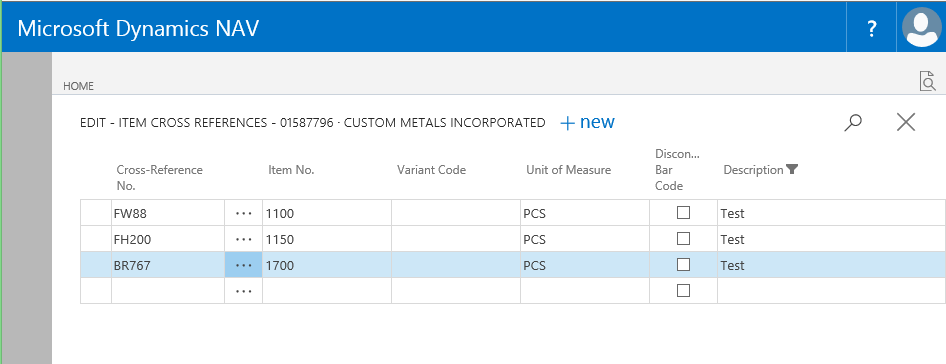 Microsoft Dynamics NAV ?
HOME
EDIT - ITEM CROSS REFERENCES - 01587796 · CUSTOM METALS INCORPORATED + new
Cross-Reference No. Item No. Variant Code Unit of Measure Discon... Bar Code Description
FW88 ... 1100 PCS Test
FH200 ... 1150 PCS Test
BR767 ... 1700 PCS Test
...